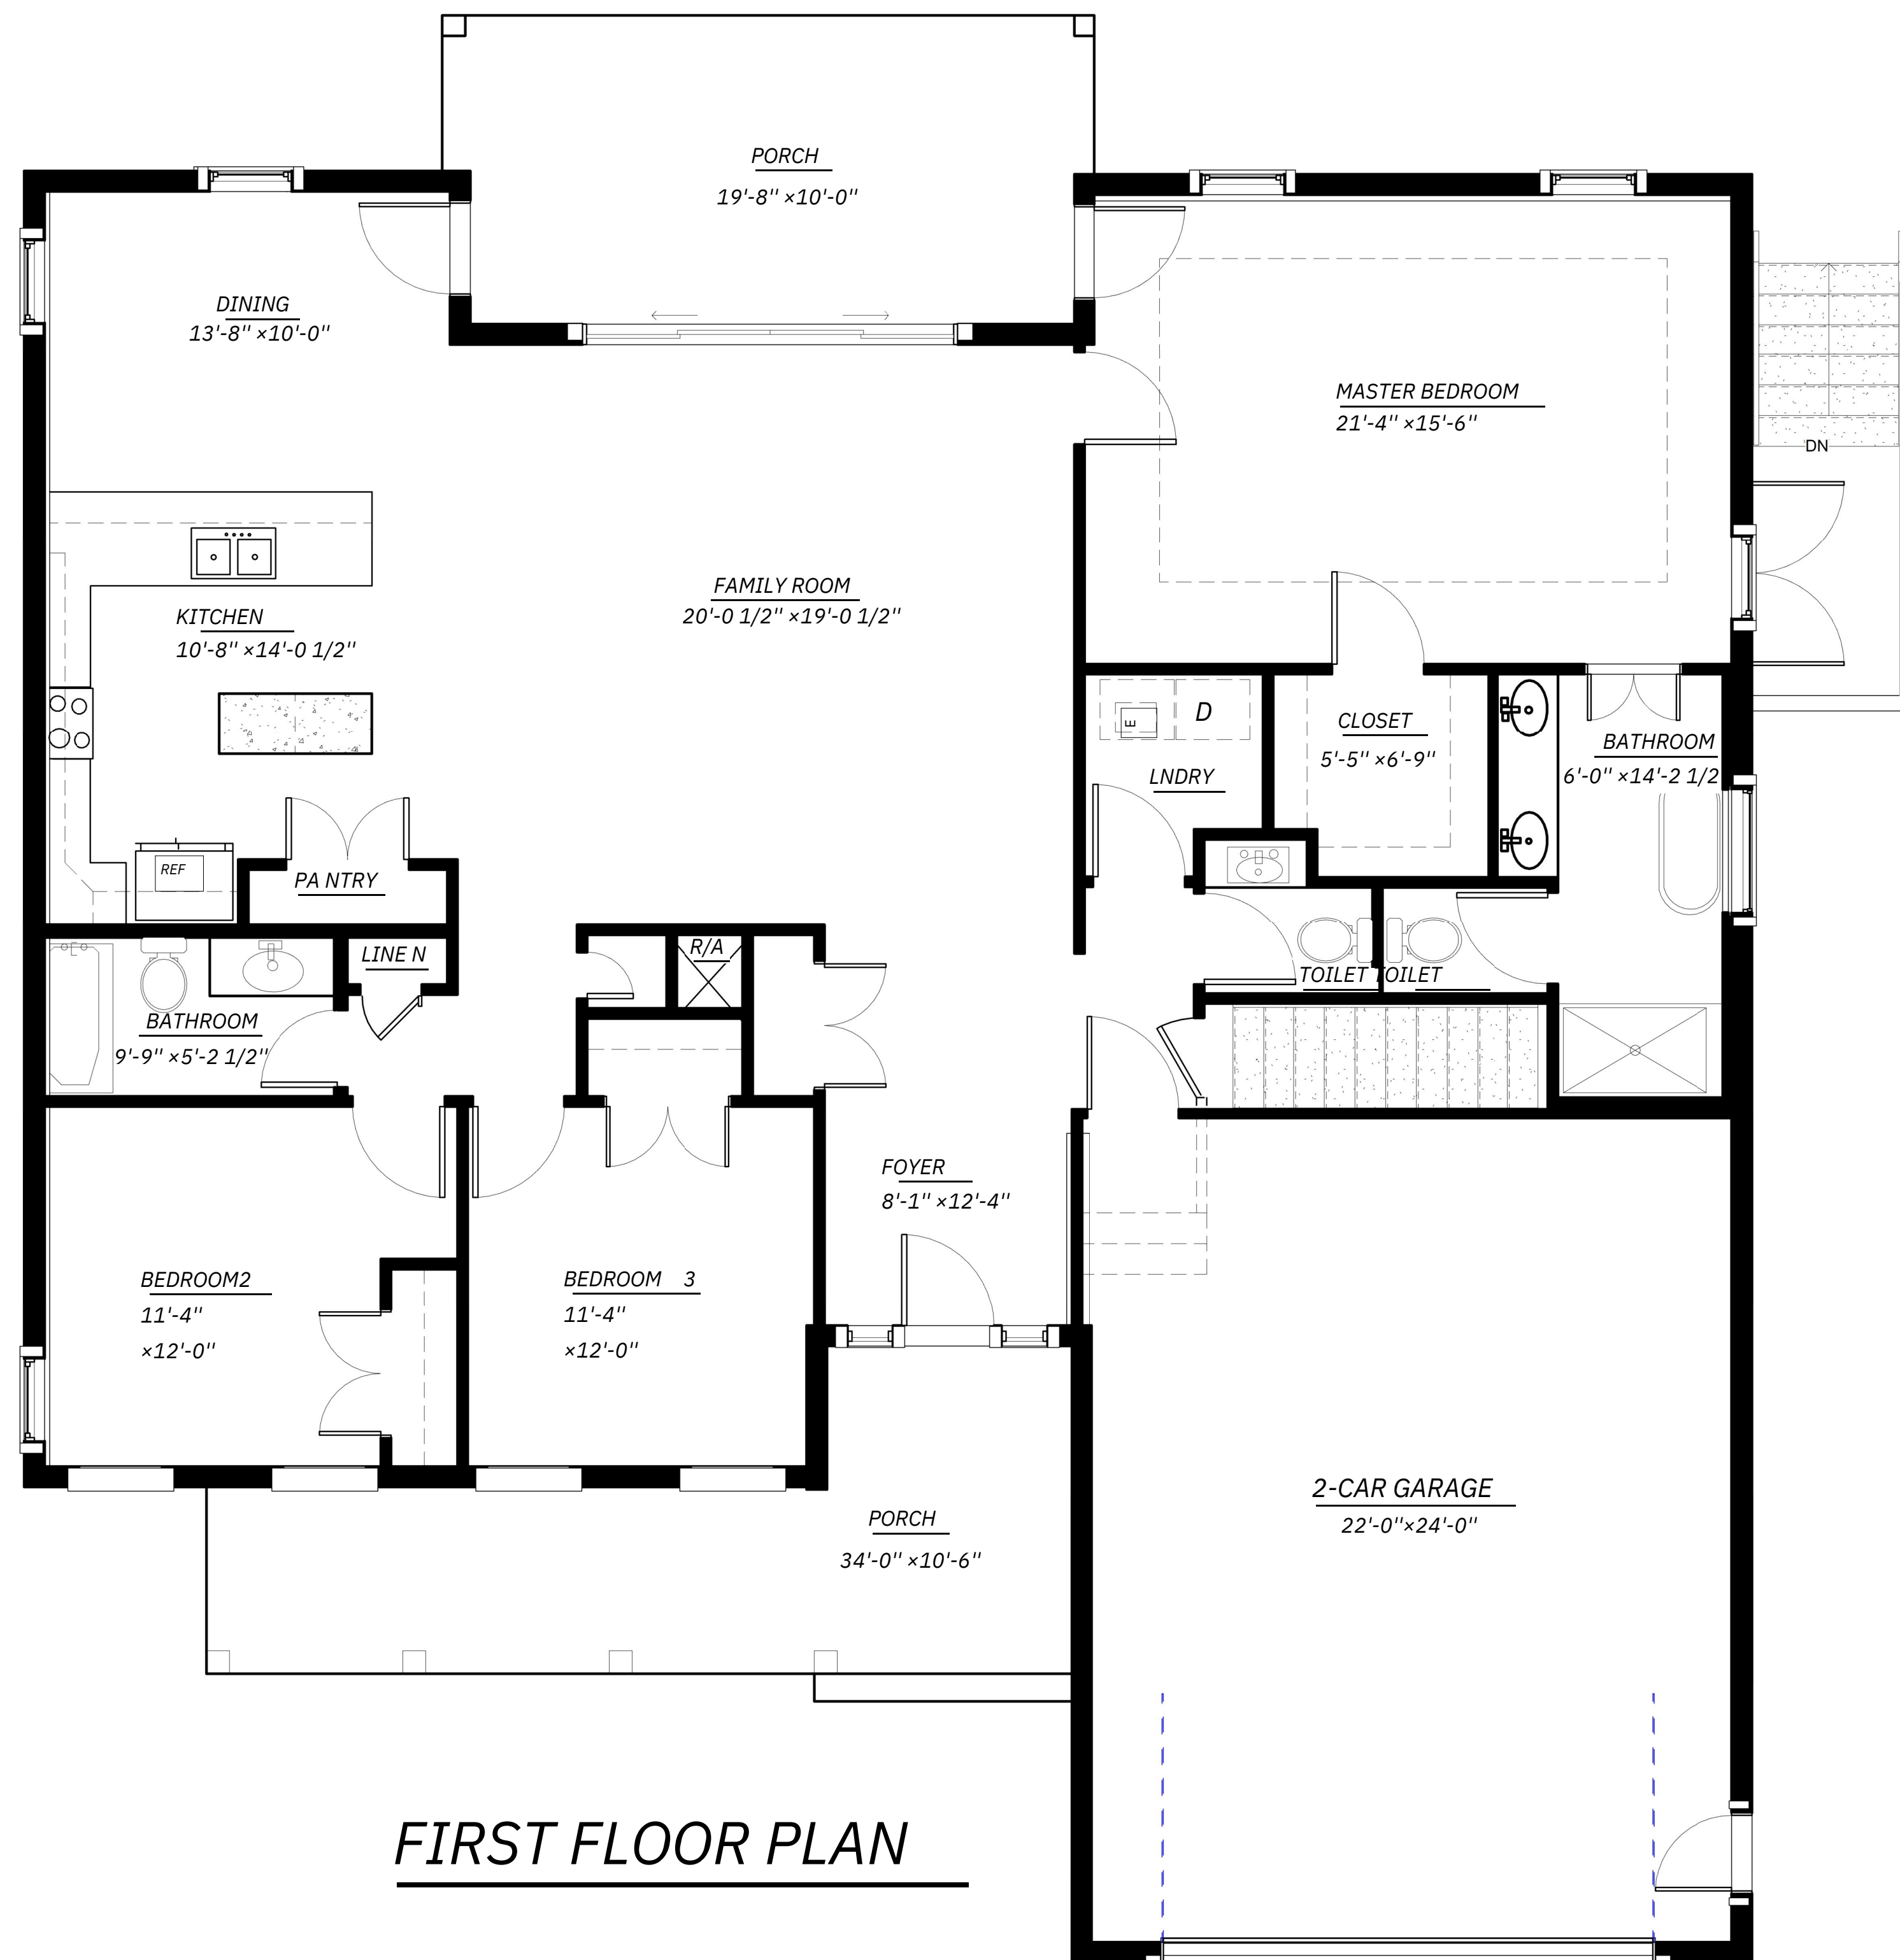 PORCH
19'-8" ×10'-0"
DINING
13'-8" ×10'-0"
MASTER BEDROOM
21'-4" ×15'-6"
DN
FAMILY ROOM
20'-0 1/2" ×19'-0 1/2"
KITCHEN
10'-8" ×14'-0 1/2"
E
D
CLOSET
5'-5" ×6'-9"
BATHROOM
6'-0" ×14'-2 1/2
LNDRY
REF
PA NTRY
LINE N
R/A
TOILET TOILET
BATHROOM
9'-9" ×5'-2 1/2"
FOYER
8'-1" ×12'-4"
BEDROOM2
11'-4"
×12'-0"
BEDROOM 3
11'-4"
×12'-0"
2-CAR GARAGE
22'-0"×24'-0"
PORCH
34'-0" ×10'-6"
FIRST FLOOR PLAN